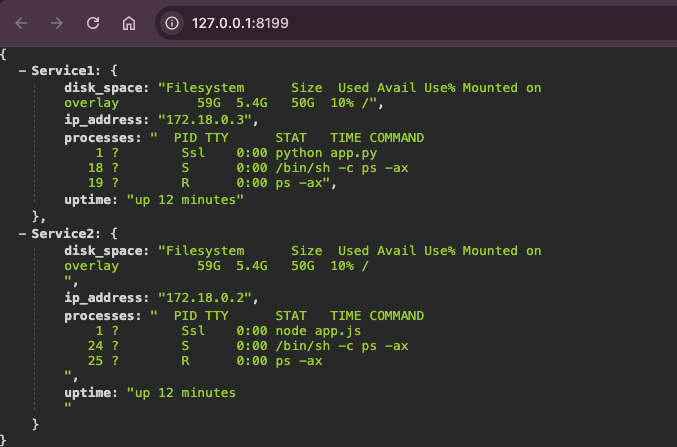 127.0.0.1:8199
{
– Service1: {
disk_space: "Filesystem      Size  Used Avail Use% Mounted on
overlay          59G  5.4G   50G  10% /",
ip_address: "172.18.0.3",
processes: "  PID TTY      STAT   TIME COMMAND
    1 ?        Ssl    0:00 python app.py
   18 ?        S      0:00 /bin/sh -c ps -ax
   19 ?        R      0:00 ps -ax",
uptime: "up 12 minutes"
},
– Service2: {
disk_space: "Filesystem      Size  Used Avail Use% Mounted on
overlay          59G  5.4G   50G  10% /
",
ip_address: "172.18.0.2",
processes: "  PID TTY      STAT   TIME COMMAND
    1 ?        Ssl    0:00 node app.js
   24 ?        S      0:00 /bin/sh -c ps -ax
   25 ?        R      0:00 ps -ax
",
uptime: "up 12 minutes
"
}
}